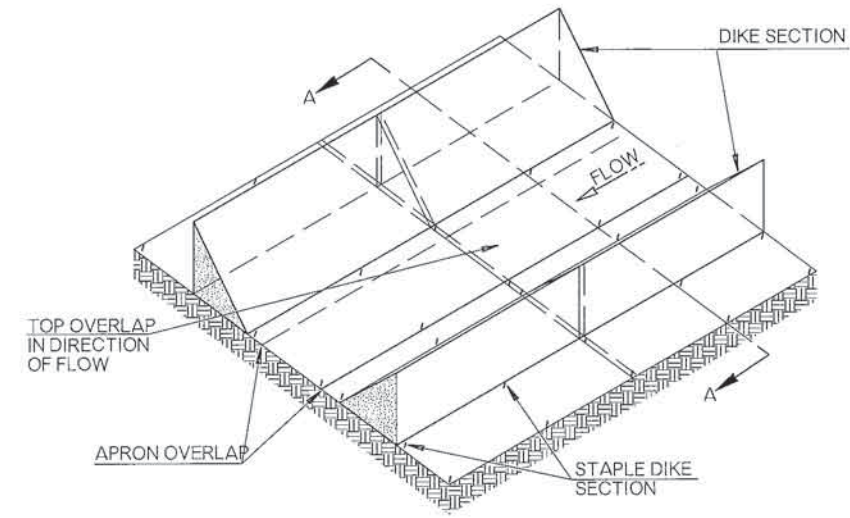 DIKE SECTION
A
FLOW
TOP OVERLAP
IN DIRECTION
OF FLOW
A
APRON OVERLAP
STAPLE DIKE
SECTION